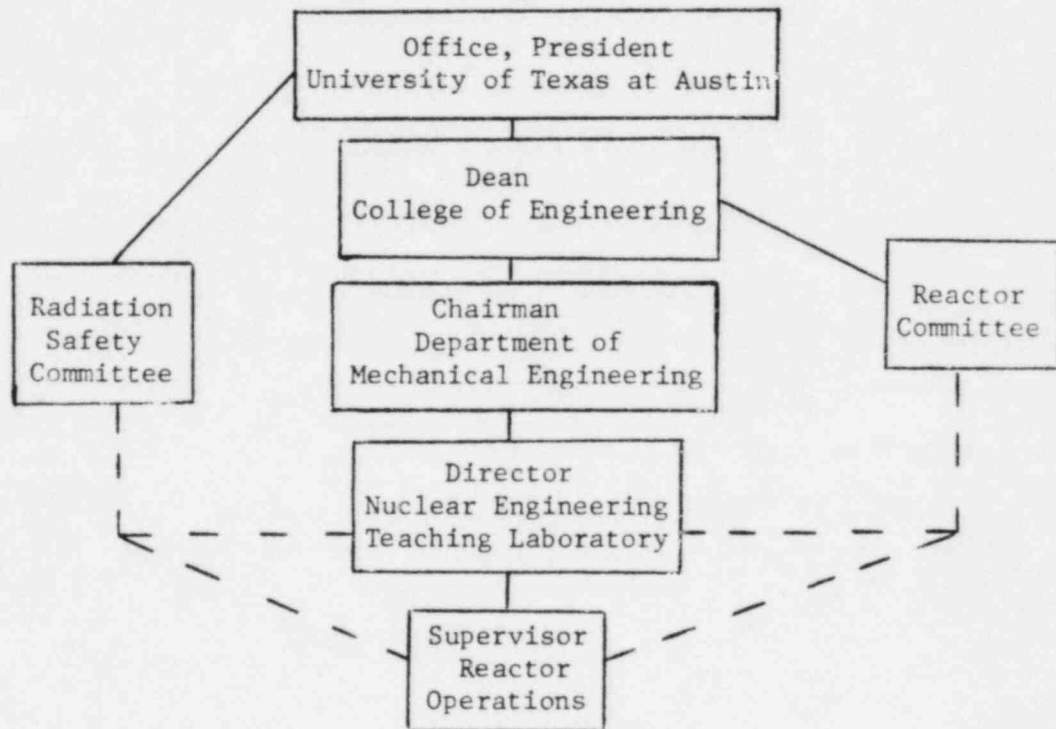 Office, President
University of Texas at Austin
Dean
College of Engineering
Radiation
Safety
Committee
Chairman
Department of
Mechanical Engineering
Reactor
Committee
Director
Nuclear Engineering
Teaching Laboratory
Supervisor
Reactor
Operations